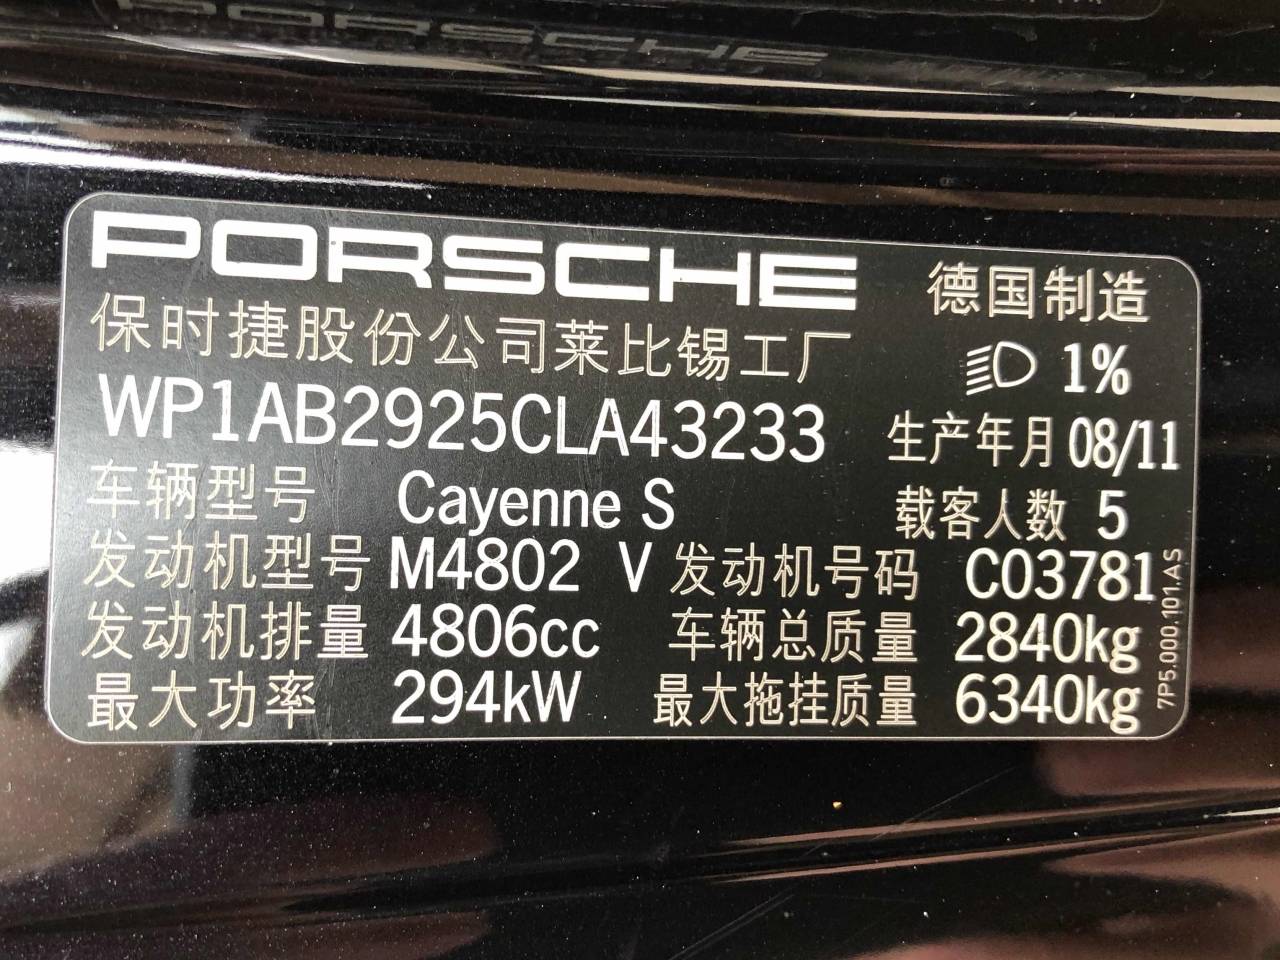 PORSCHE
德国制造
保时捷股份公司莱比锡工厂
1%
WP1AB2925CLA43233
生产年月 08/11
车辆型号 Cayenne S
载客人数 5
发动机型号 M4802 V 发动机号码 C03781
发动机排量 4806cc 车辆总质量 2840kg
最大功率 294kW 最大拖挂质量 6340kg
7P5.000.101.AS